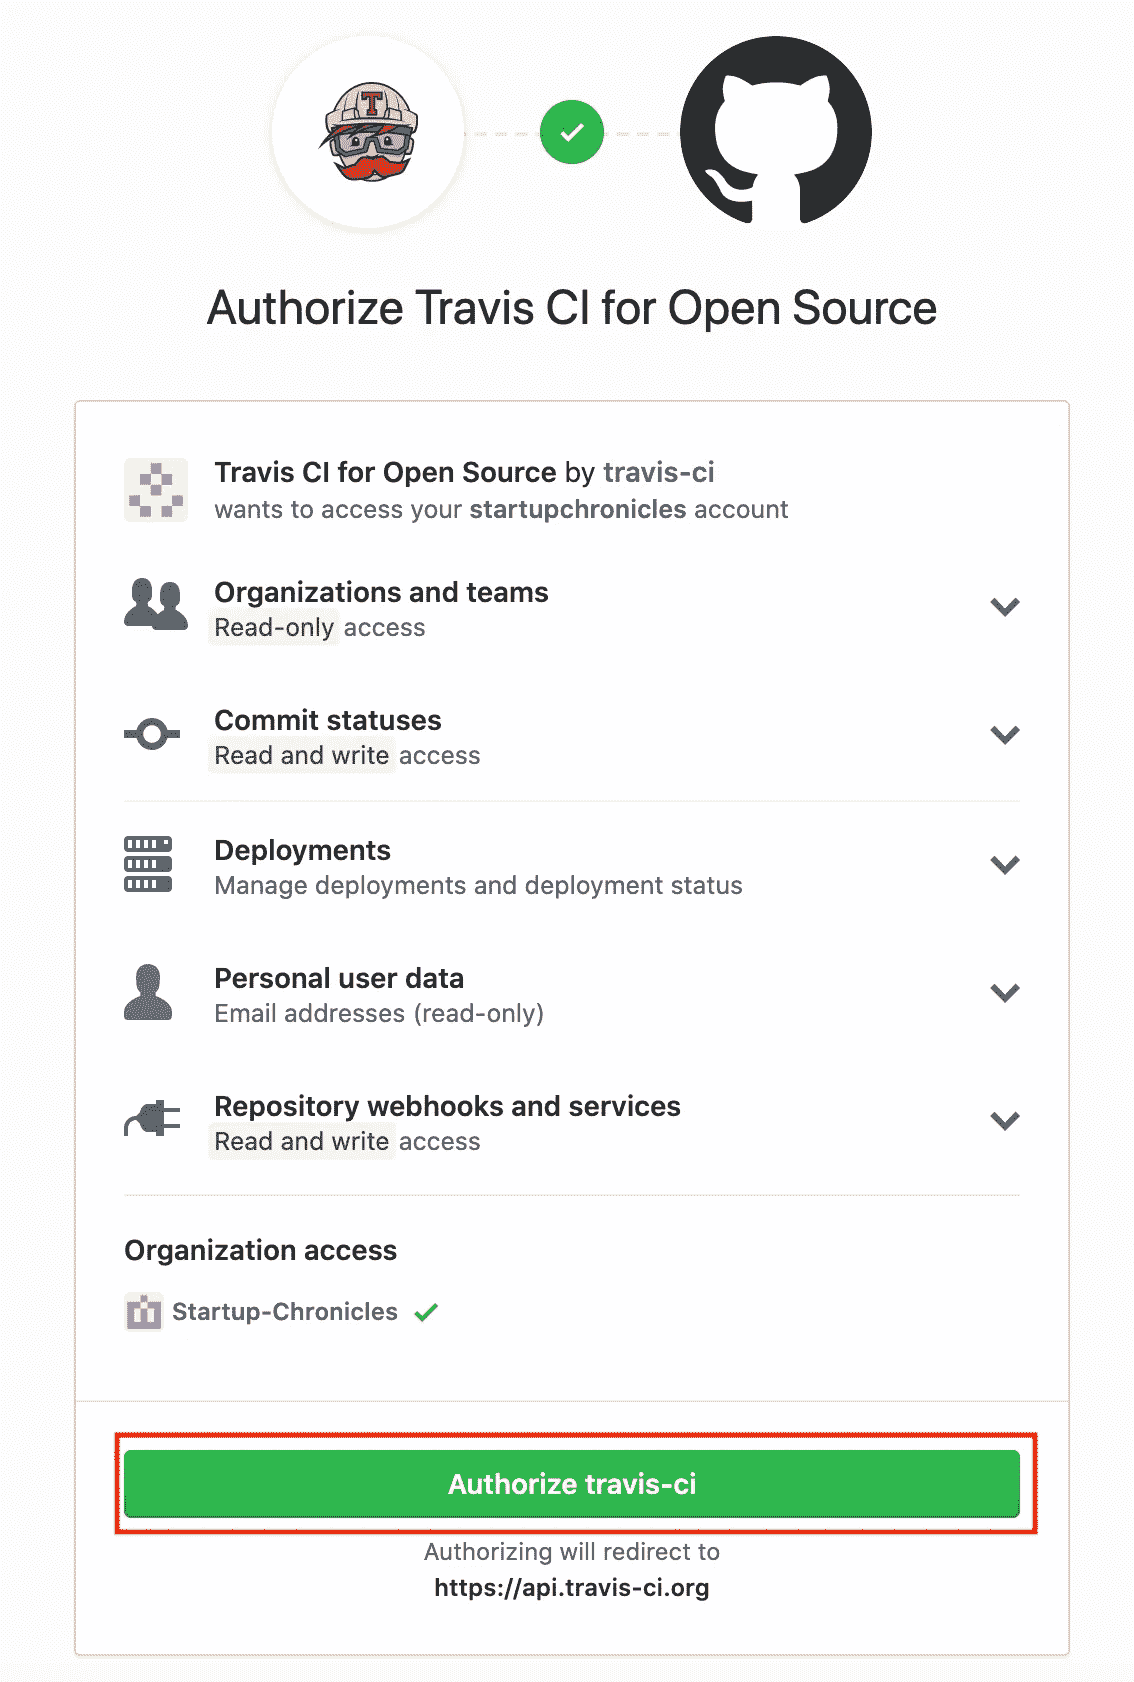 T
Authorize Travis CI for Open Source
Travis CI for Open Source by travis-ci
wants to access your startupchronicles account
Organizations and teams
Read-only access
Commit statuses
Read and write access
Deployments
Manage deployments and deployment status
Personal user data
Email addresses (read-only)
Repository webhooks and services
Read and write access
Organization access
Startup-Chronicles
Authorize travis-ci
Authorizing will redirect to
https://api.travis-ci.org